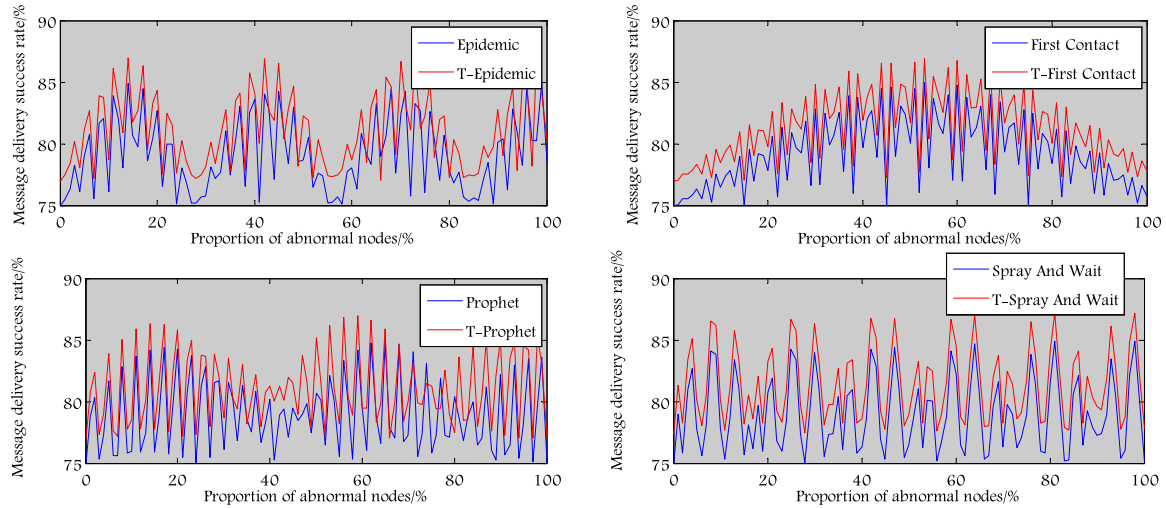 Message delivery success rate/%
90
85
80
75
0
20
40
60
80
100
Proportion of abnormal nodes/%
Epidemic
T-Epidemic
Message delivery success rate/%
90
85
80
75
0
20
40
60
80
100
Proportion of abnormal nodes/%
First Contact
T-First Contact
Message delivery success rate/%
90
85
80
75
0
20
40
60
80
100
Proportion of abnormal nodes/%
Prophet
T-Prophet
Message delivery success rate/%
90
85
80
75
0
20
40
60
80
100
Proportion of abnormal nodes/%
Spray And Wait
T-Spray And Wait